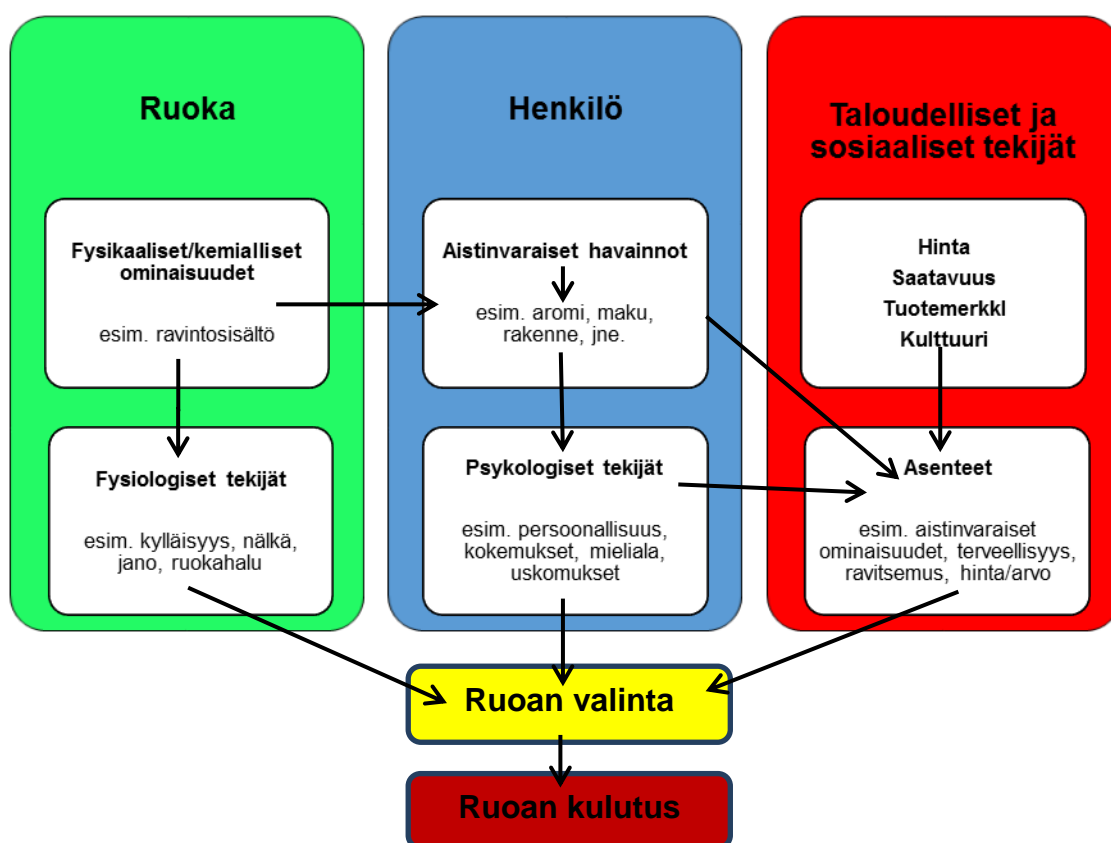 Ruoka
Fysikaaliset/kemialliset
ominaisuudet
esim. ravintosisältö
Fysiologiset tekijät
esim. kylläisyys, nälkä,
jano, ruokahalu
Henkilö
Aistinvaraiset havainnot
esim. aromi, maku,
rakenne, jne.
Psykologiset tekijät
esim. persoonallisuus,
kokemukset, mieliala,
uskomukset
Taloudelliset ja
sosiaaliset tekijät
Hinta
Saatavuus
Tuotemerkkl
Kulttuuri
Asenteet
esim. aistinvaraiset
ominaisuudet, terveellisyys,
ravitsemus, hinta/arvo
Ruoan valinta
Ruoan kulutus